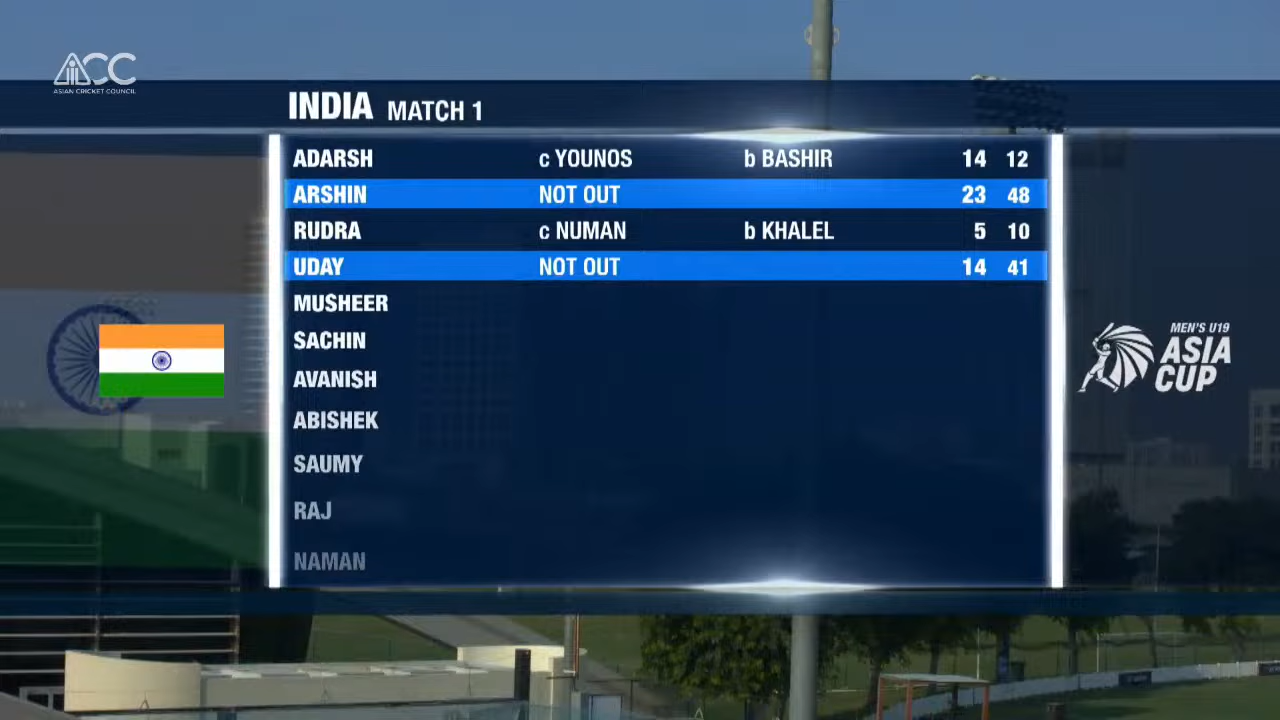 ACC
ASIAN CRICKET COUNCIL
INDIA MATCH 1
ADARSH c YOUNOS b BASHIR 14 12
ARSHIN NOT OUT 23 48
RUDRA c NUMAN b KHALEL 5 10
UDAY NOT OUT 14 41
MUSHEER
SACHIN
AVANISH
ABISHEK
SAUMY
RAJ
NAMAN
MEN'S U19
ASIA
CUP